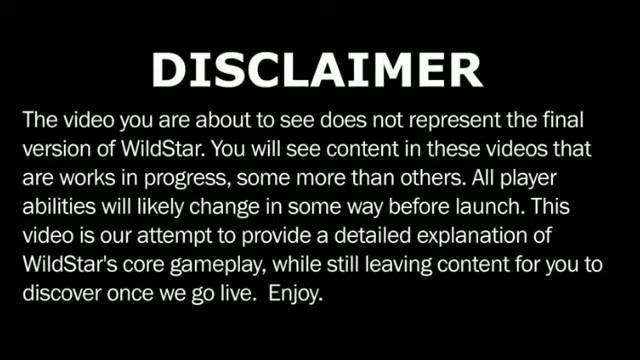 DISCLAIMER
The video you are about to see does not represent the final
version of WildStar. You will see content in these videos that
are works in progress, some more than others. All player
abilities will likely change in some way before launch. This
video is our attempt to provide a detailed explanation of
WildStar's core gameplay, while still leaving content for you to
discover once we go live.  Enjoy.